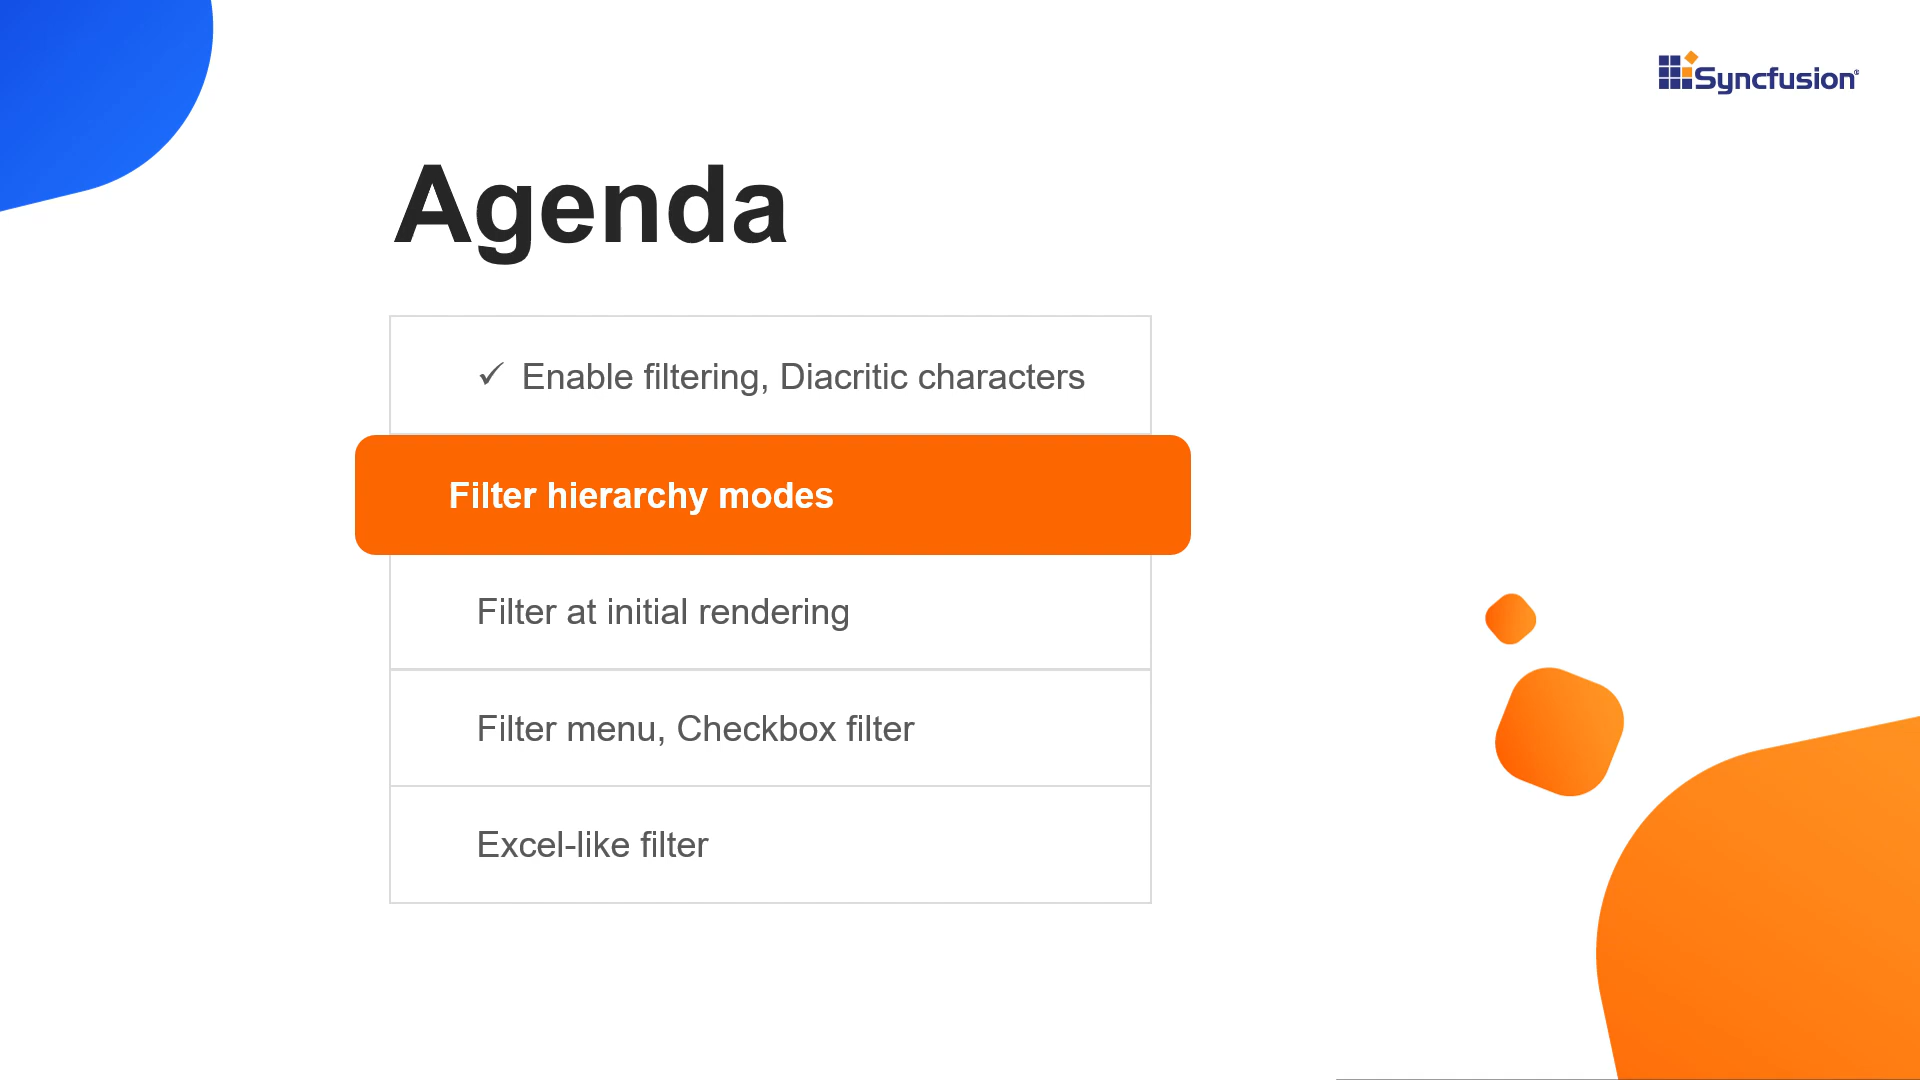 Syncfusion®
Agenda
✓ Enable filtering, Diacritic characters
Filter hierarchy modes
Filter at initial rendering
Filter menu, Checkbox filter
Excel-like filter